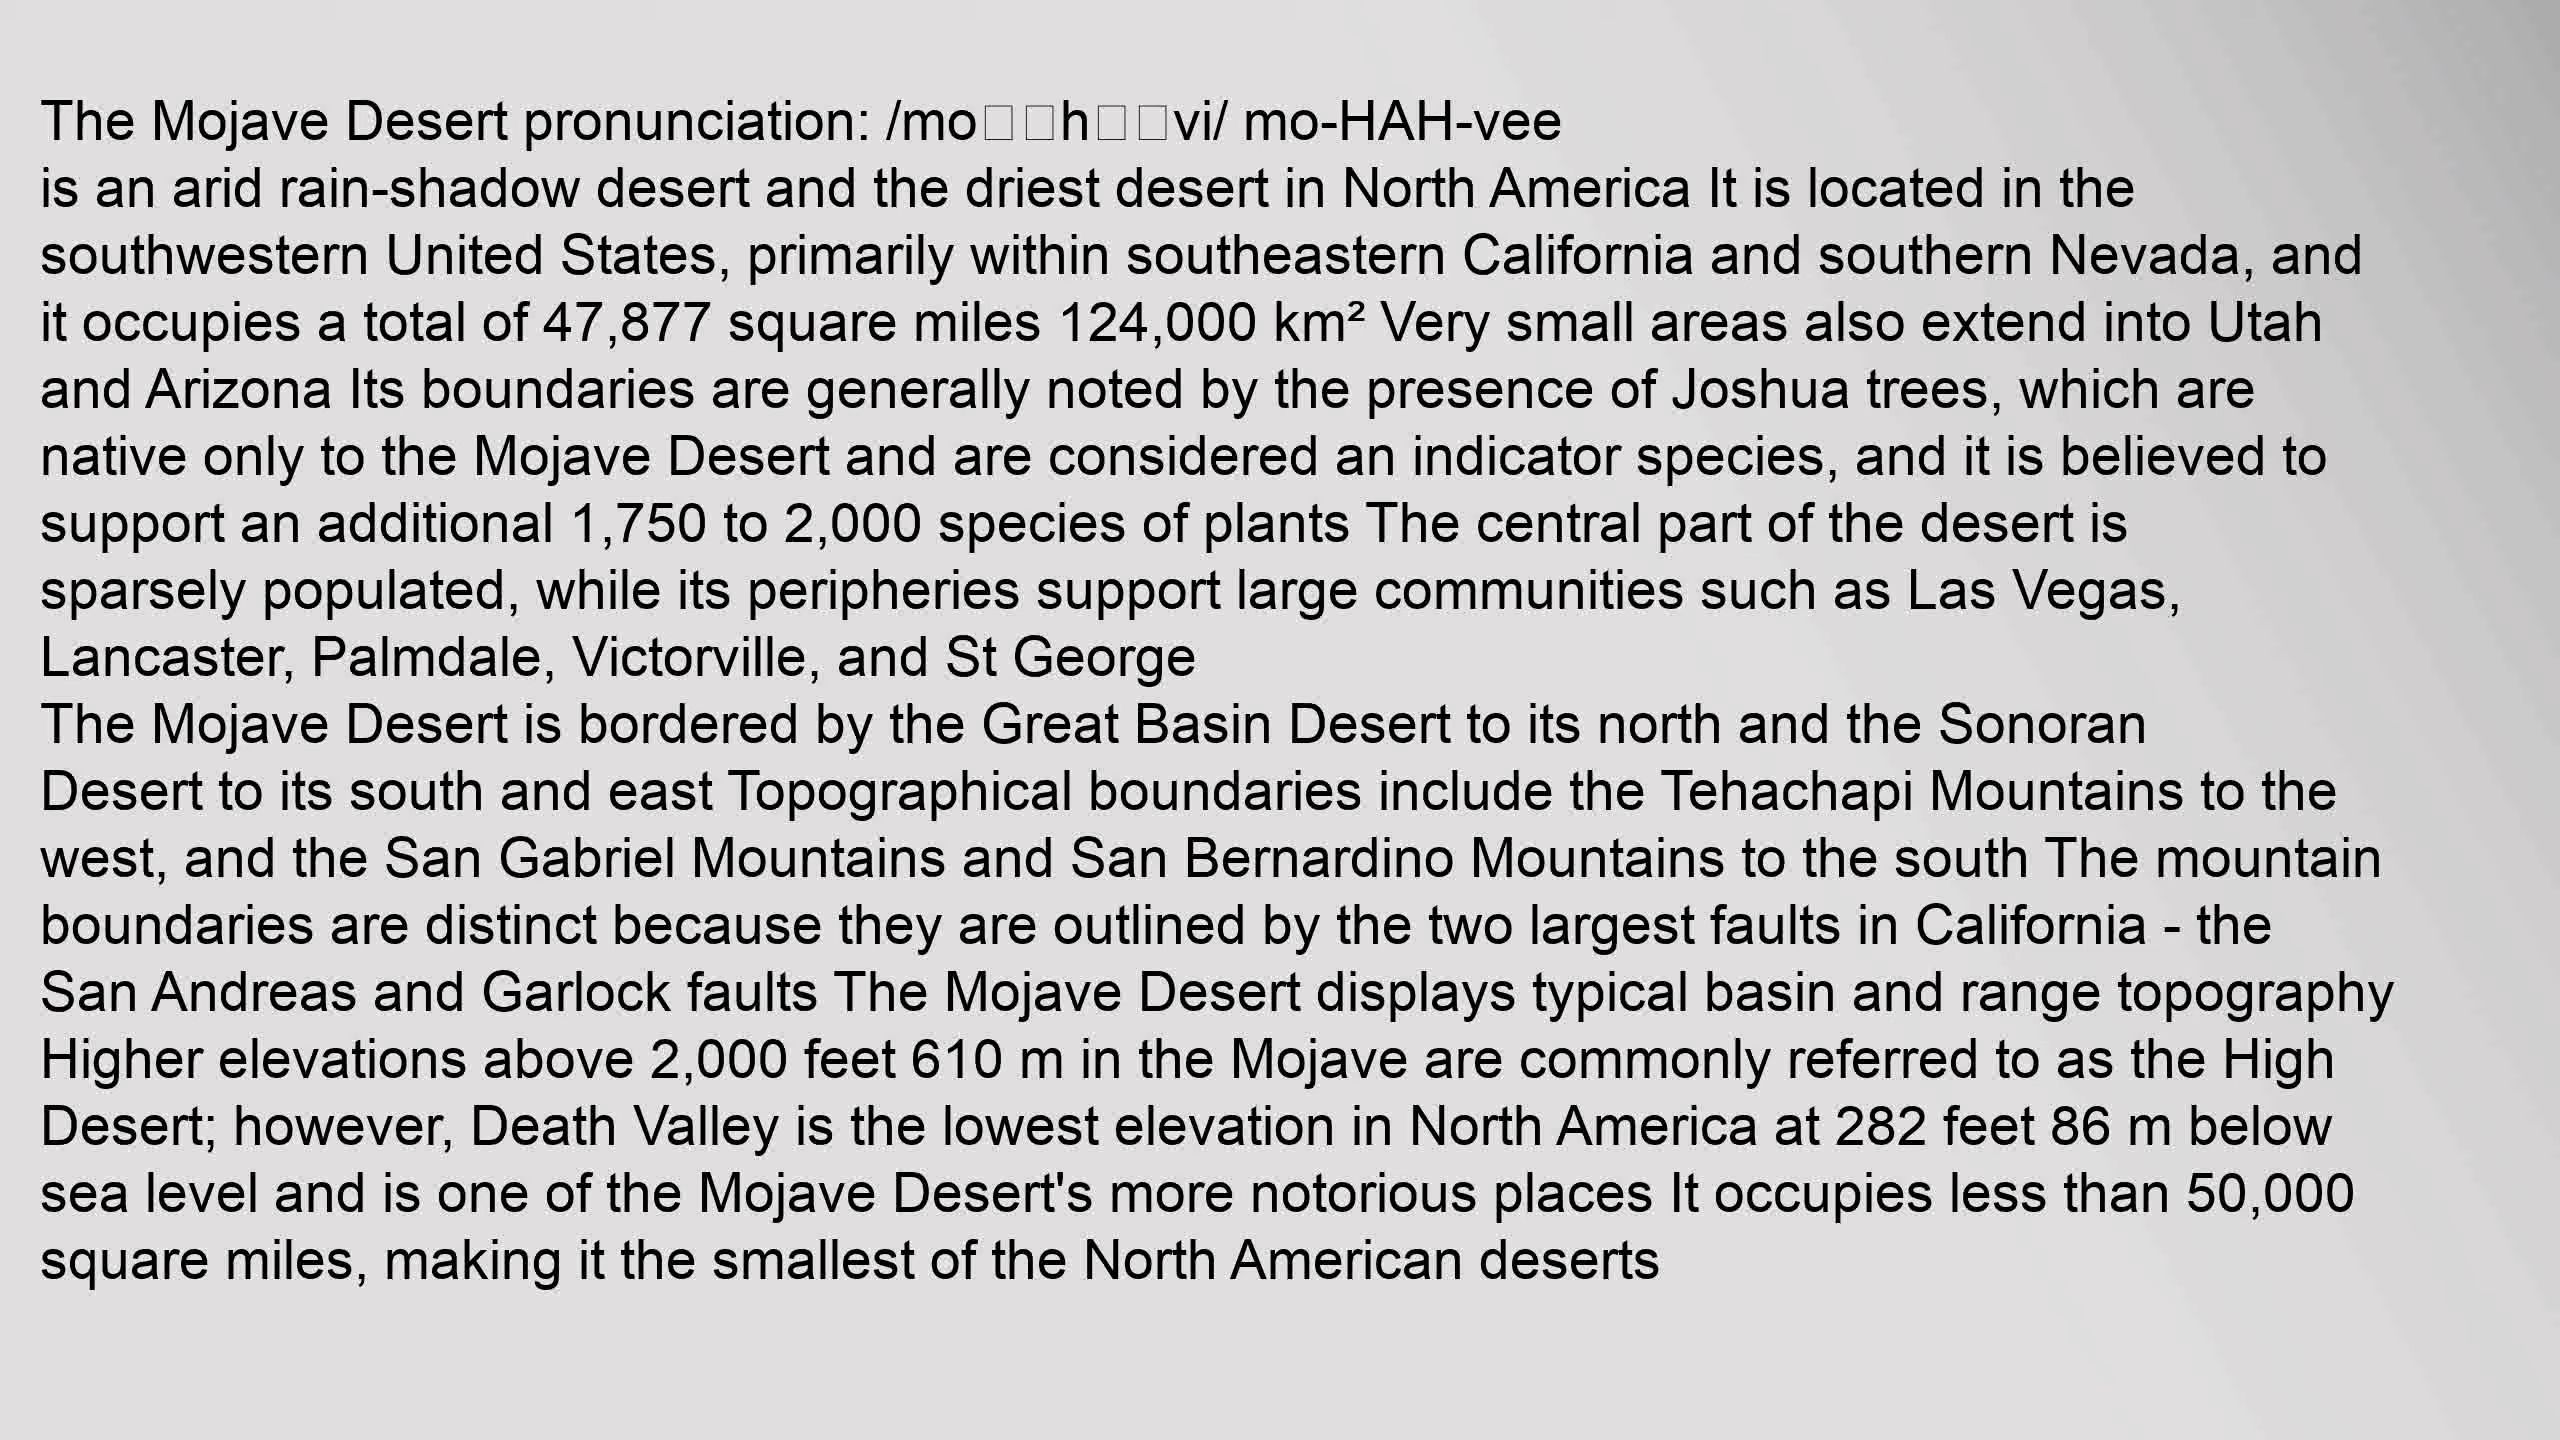 The Mojave Desert pronunciation: /mo□□h□□vi/ mo-HAH-vee
is an arid rain-shadow desert and the driest desert in North America It is located in the
southwestern United States, primarily within southeastern California and southern Nevada, and
it occupies a total of 47,877 square miles 124,000 km² Very small areas also extend into Utah
and Arizona Its boundaries are generally noted by the presence of Joshua trees, which are
native only to the Mojave Desert and are considered an indicator species, and it is believed to
support an additional 1,750 to 2,000 species of plants The central part of the desert is
sparsely populated, while its peripheries support large communities such as Las Vegas,
Lancaster, Palmdale, Victorville, and St George
The Mojave Desert is bordered by the Great Basin Desert to its north and the Sonoran
Desert to its south and east Topographical boundaries include the Tehachapi Mountains to the
west, and the San Gabriel Mountains and San Bernardino Mountains to the south The mountain
boundaries are distinct because they are outlined by the two largest faults in California - the
San Andreas and Garlock faults The Mojave Desert displays typical basin and range topography
Higher elevations above 2,000 feet 610 m in the Mojave are commonly referred to as the High
Desert; however, Death Valley is the lowest elevation in North America at 282 feet 86 m below
sea level and is one of the Mojave Desert's more notorious places It occupies less than 50,000
square miles, making it the smallest of the North American deserts